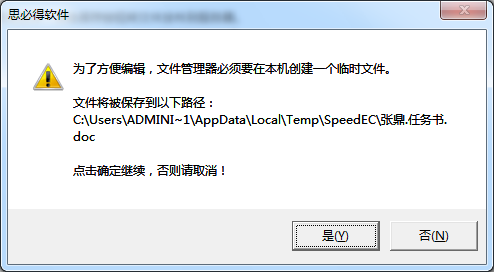 思必得软件
为了方便编辑，文件管理器必须要在本机创建一个临时文件。
文件将被保存到以下路径：
C:\Users\ADMINI~1\AppData\Local\Temp\SpeedEC\张鼎.任务书.
doc
点击确定继续，否则请取消！
是(Y)
否(N)